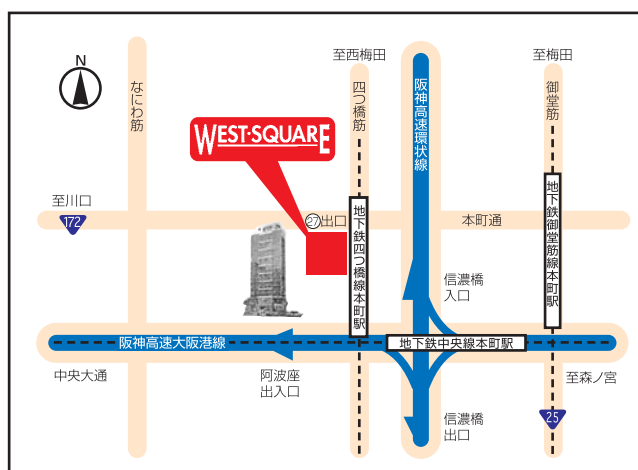 N
至西梅田
至梅田
なにわ筋
四つ橋筋
阪神高速環状線
御堂筋
WEST·SQUARE
至川口
172
㉗出口
本町通
地下鉄四つ橋線本町駅
地下鉄御堂筋線本町駅
信濃橋
入口
阪神高速大阪港線
地下鉄中央線本町駅
中央大通
阿波座
出入口
至森ノ宮
信濃橋
出口
25